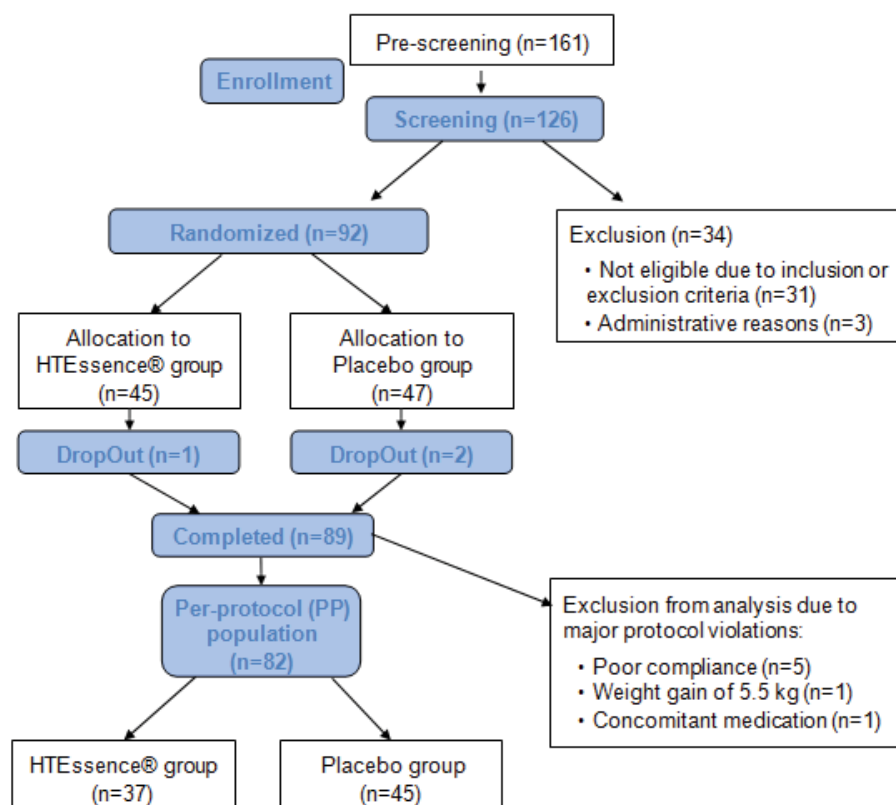 Pre-screening (n=161)
Enrollment
Screening (n=126)
Randomized (n=92)
Exclusion (n=34)
• Not eligible due to inclusion or
exclusion criteria (n=31)
• Administrative reasons (n=3)
Allocation to
HTEssence® group
(n=45)
Allocation to
Placebo group
(n=47)
DropOut (n=1)
DropOut (n=2)
Completed (n=89)
Per-protocol (PP)
population
(n=82)
Exclusion from analysis due to
major protocol violations:
• Poor compliance (n=5)
• Weight gain of 5.5 kg (n=1)
• Concomitant medication (n=1)
HTEssence® group
(n=37)
Placebo group
(n=45)